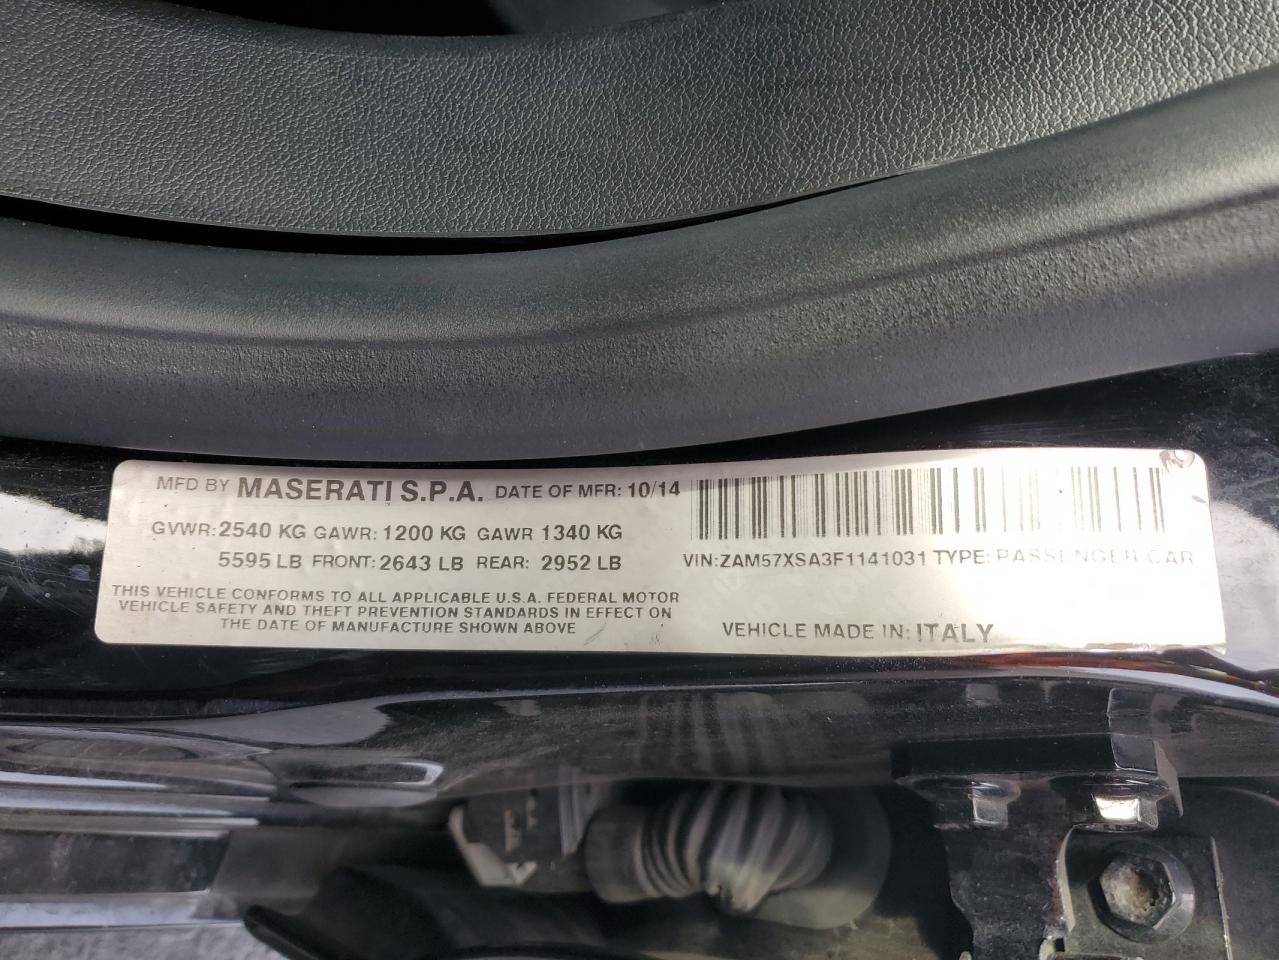 MFD BY MASERATI S.P.A. DATE OF MFR: 10/14
GVWR: 2540 KG GAWR: 1200 KG GAWR 1340 KG
5595 LB FRONT: 2643 LB REAR: 2952 LB
VIN: ZAM57XSA3F1141031 TYPE: PASSENGER CAR
THIS VEHICLE CONFORMS TO ALL APPLICABLE U.S.A. FEDERAL MOTOR
VEHICLE SAFETY AND THEFT PREVENTION STANDARDS IN EFFECT ON
THE DATE OF MANUFACTURE SHOWN ABOVE
VEHICLE MADE IN: ITALY